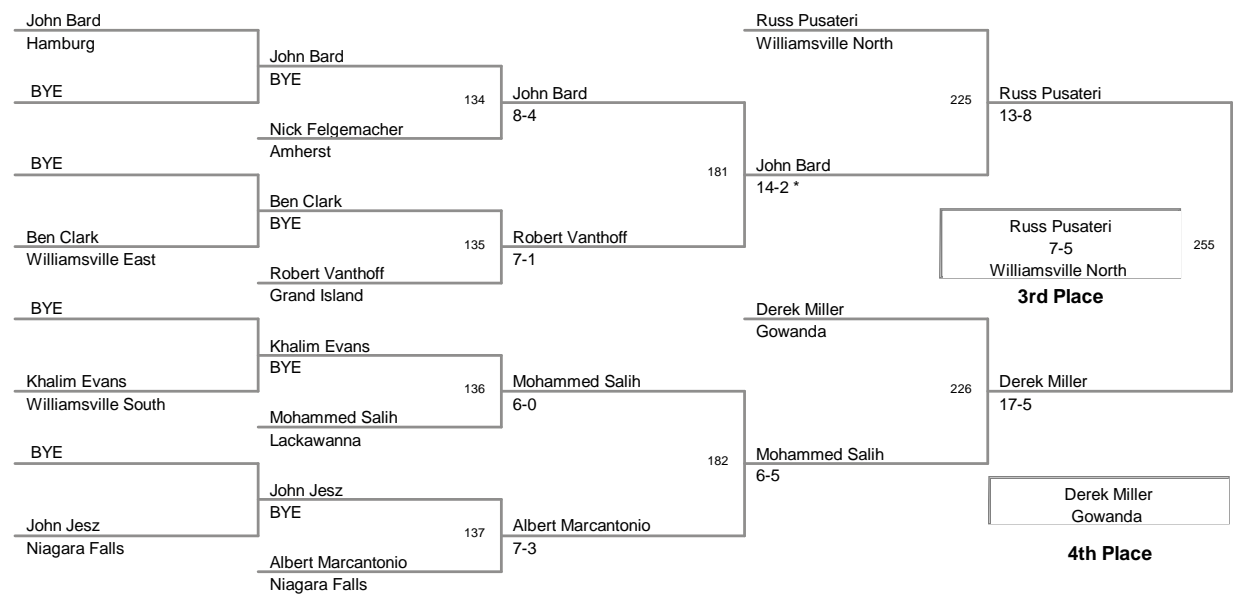 John Bard
Hamburg
BYE
BYE
Ben Clark
Williamsville East
BYE
Khalim Evans
Williamsville South
BYE
John Jesz
Niagara Falls
John Bard
BYE
134
Nick Felgemacher
Amherst
Ben Clark
BYE
135
Robert Vanthoff
Grand Island
Khalim Evans
BYE
136
Mohammed Salih
Lackawanna
John Jesz
BYE
137
Albert Marcantonio
Niagara Falls
John Bard
8-4
181
Robert Vanthoff
7-1
Mohammed Salih
6-0
182
Albert Marcantonio
7-3
Russ Pusateri
Williamsville North
225
John Bard
14-2 *
Derek Miller
Gowanda
226
Mohammed Salih
6-5
Russ Pusateri
13-8
Russ Pusateri
7-5
Williamsville North
255
3rd Place
Derek Miller
17-5
Derek Miller
Gowanda
4th Place